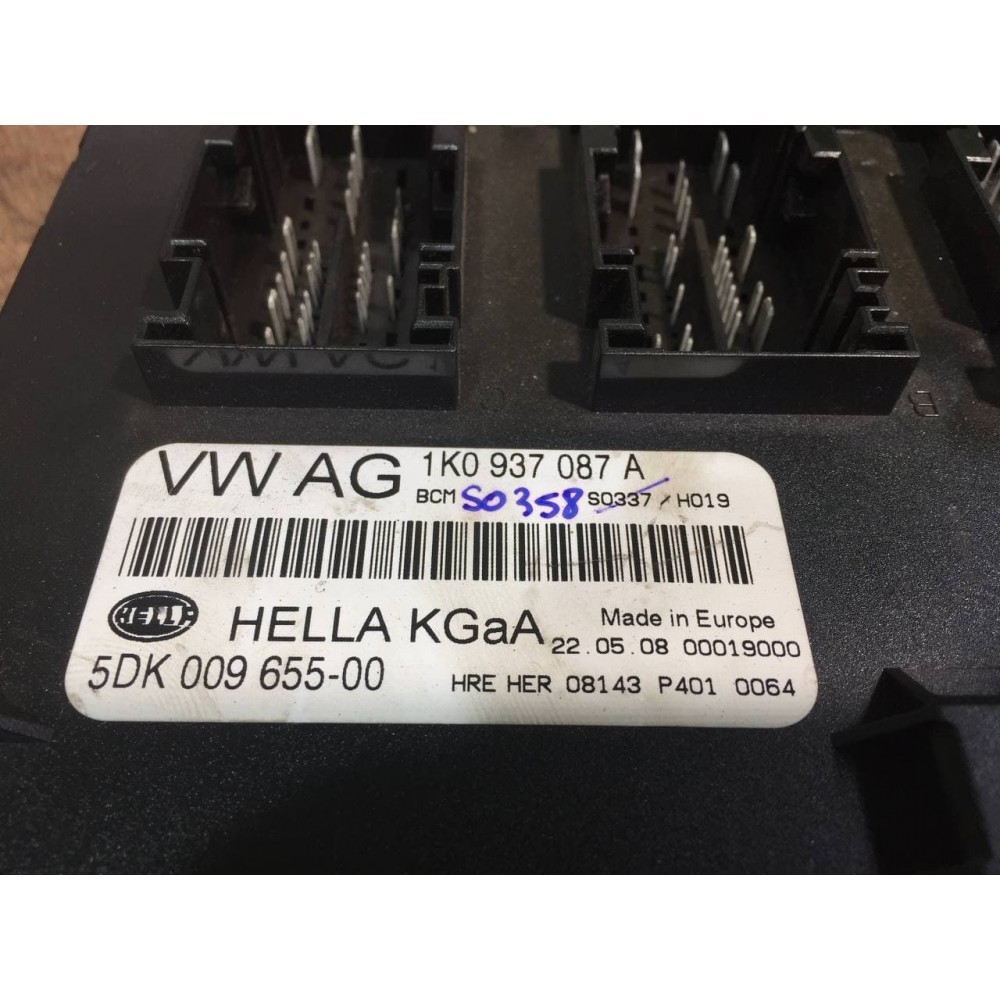 C
B
VW AG 1K0 937 087 A
BCM S0358 S0337 / H019
HELLA HELLA KGaA Made in Europe
22.05.08 00019000
5DK 009 655-00 HRE HER 08143 P401 0064